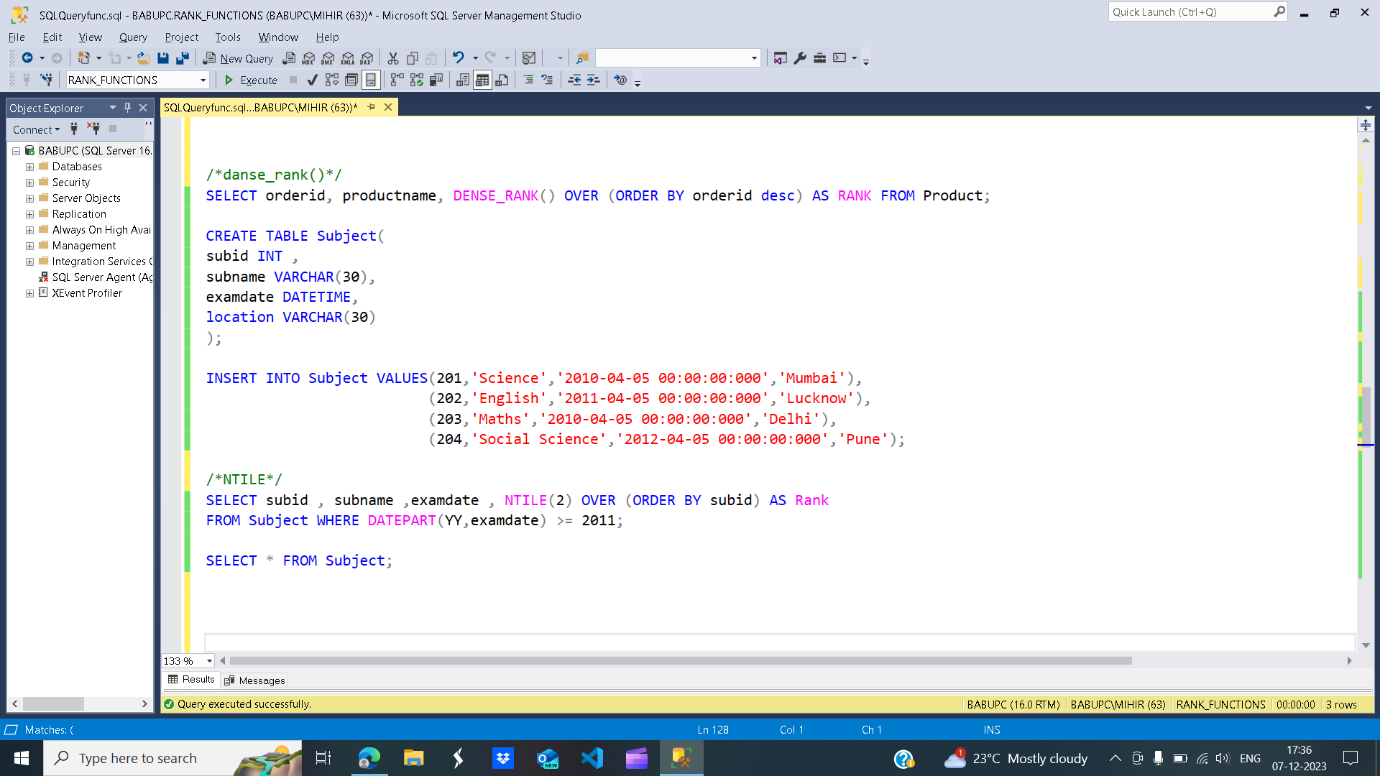 SQLQueryfunc.sql - BABUPC.RANK_FUNCTIONS (BABUPC\MIHIR (63))* - Microsoft SQL Server Management Studio
Quick Launch (Ctrl+Q)
File Edit View Query Project Tools Window Help
New Query
RANK_FUNCTIONS
Execute
Object Explorer
SQLQueryfunc.sql...BABUPC\MIHIR (63))*
Connect
BABUPC (SQL Server 16.
Databases
Security
Server Objects
Replication
Always On High Avai
Management
Integration Services C
SQL Server Agent (Ag
XEvent Profiler
/*danse_rank()*/
SELECT orderid, productname, DENSE_RANK() OVER (ORDER BY orderid desc) AS RANK FROM Product;
CREATE TABLE Subject(
subid INT ,
subname VARCHAR(30),
examdate DATETIME,
location VARCHAR(30)
);
INSERT INTO Subject VALUES(201,'Science','2010-04-05 00:00:00:000','Mumbai'),
(202,'English','2011-04-05 00:00:00:000','Lucknow'),
(203,'Maths','2010-04-05 00:00:00:000','Delhi'),
(204,'Social Science','2012-04-05 00:00:00:000','Pune');
/*NTILE*/
SELECT subid , subname ,examdate , NTILE(2) OVER (ORDER BY subid) AS Rank
FROM Subject WHERE DATEPART(YY,examdate) >= 2011;
SELECT * FROM Subject;
133 %
Results Messages
Query executed successfully.
BABUPC (16.0 RTM) BABUPC\MIHIR (63) RANK_FUNCTIONS 00:00:00 3 rows
Matches: (
Ln 128 Col 1 Ch 1 INS
Type here to search
23°C Mostly cloudy
ENG
17:36
07-12-2023